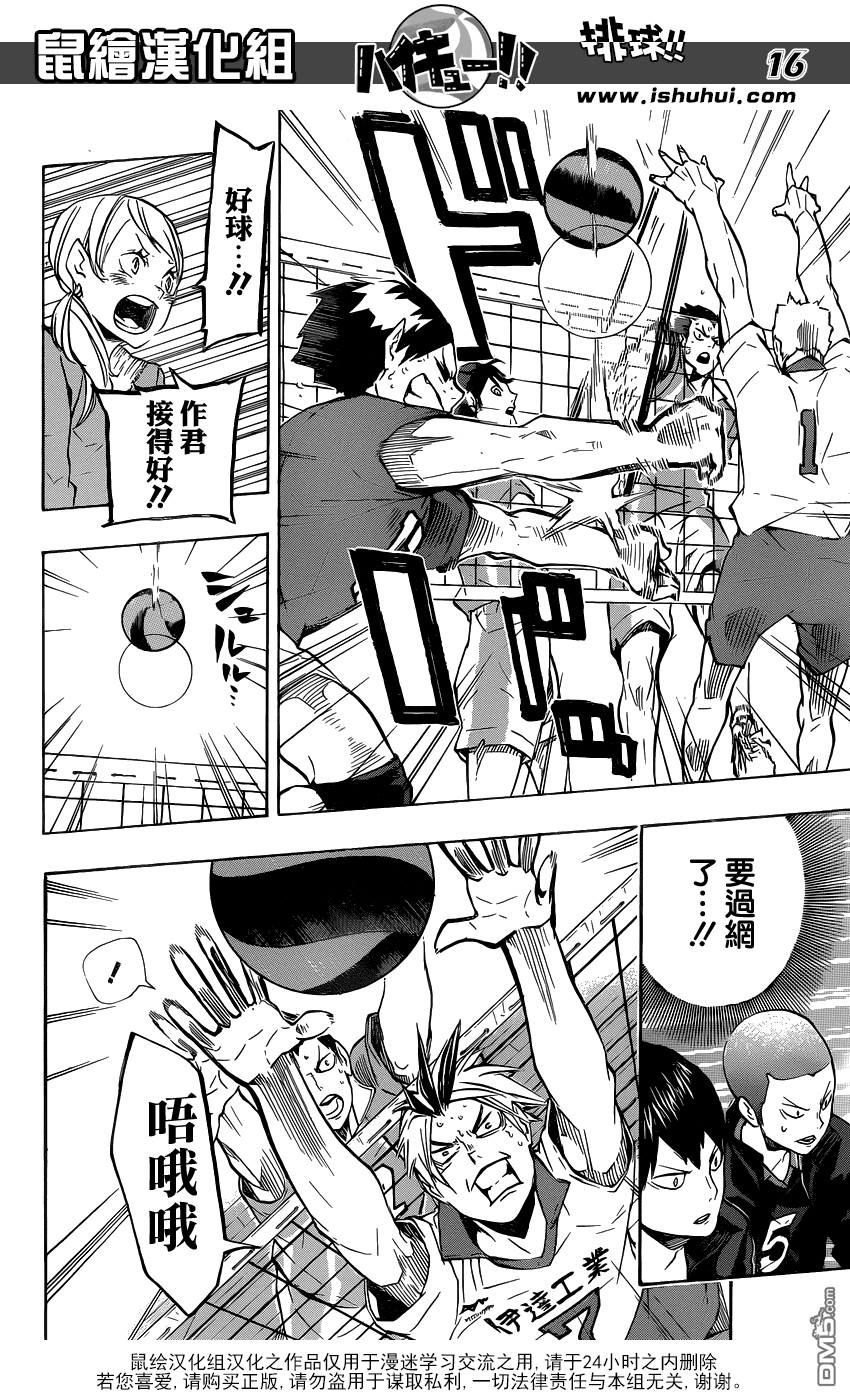 鼠繪漢化組
ハイキュー!!
排球!!
16
www.ishuhui.com
ド
1
好球…!!
作君
接得好!!
シュルルル…
要過網
了…!!
5
!
唔哦哦
伊達工業
7
DM5.com
鼠绘汉化组汉化之作品仅用于漫迷学习交流之用, 请于24小时之内删除
若您喜爱, 请购买正版, 请勿盗用于谋取私利, 一切法律责任与本组无关, 谢谢。